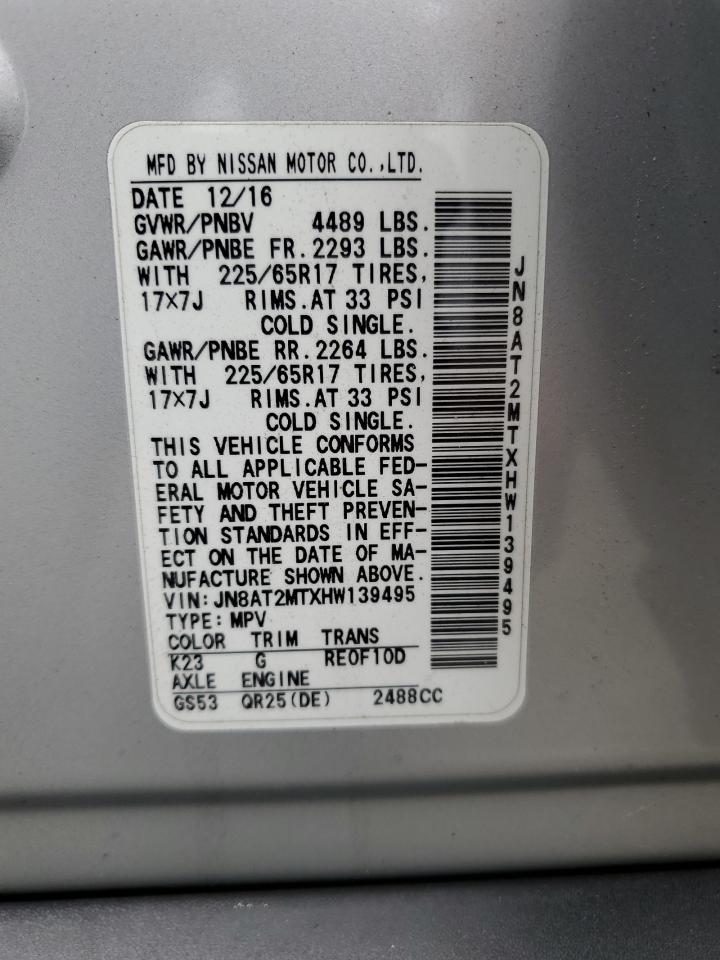 MFD BY NISSAN MOTOR CO.,LTD.
DATE 12/16
GVWR/PNBV 4489 LBS.
GAWR/PNBE FR.2293 LBS.
WITH 225/65R17 TIRES,
17X7J RIMS.AT 33 PSI
COLD SINGLE.
GAWR/PNBE RR.2264 LBS.
WITH 225/65R17 TIRES,
17X7J RIMS.AT 33 PSI
COLD SINGLE.
THIS VEHICLE CONFORMS
TO ALL APPLICABLE FED-
ERAL MOTOR VEHICLE SA-
FETY AND THEFT PREVEN-
TION STANDARDS IN EFF-
ECT ON THE DATE OF MA-
NUFACTURE SHOWN ABOVE.
VIN:JN8AT2MTXHW139495
TYPE:MPV
COLOR TRIM TRANS
K23 G RE0F10D
AXLE ENGINE
GS53 QR25(DE) 2488CC
JN8AT2MTXHW139495